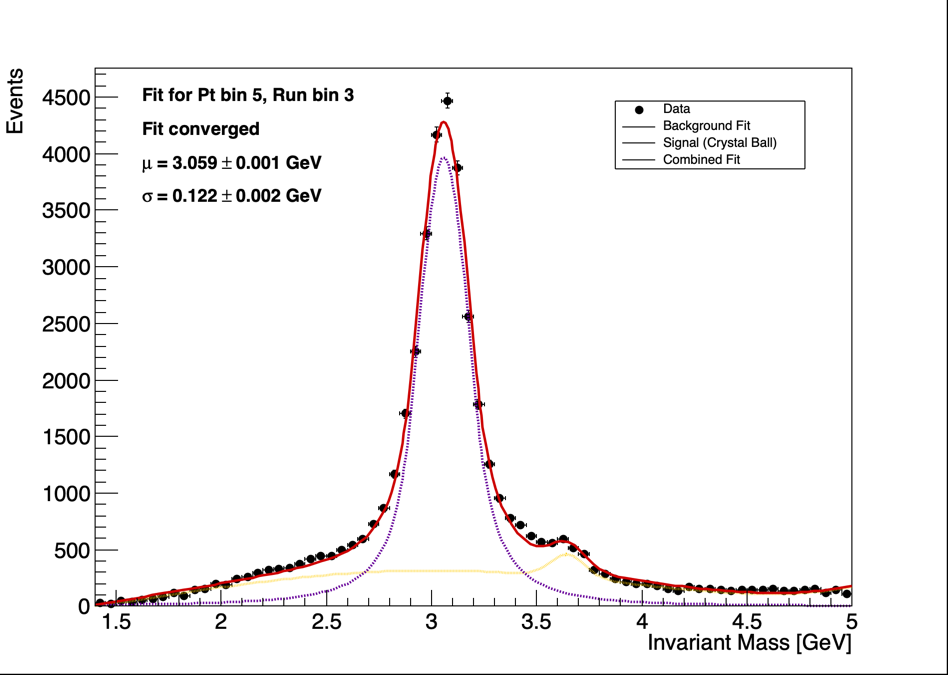 Events
4500
4000
3500
3000
2500
2000
1500
1000
500
0
Fit for Pt bin 5, Run bin 3
Fit converged
μ = 3.059 ± 0.001 GeV
σ = 0.122 ± 0.002 GeV
Data
Background Fit
Signal (Crystal Ball)
Combined Fit
1.5 2 2.5 3 3.5 4 4.5 5
Invariant Mass [GeV]